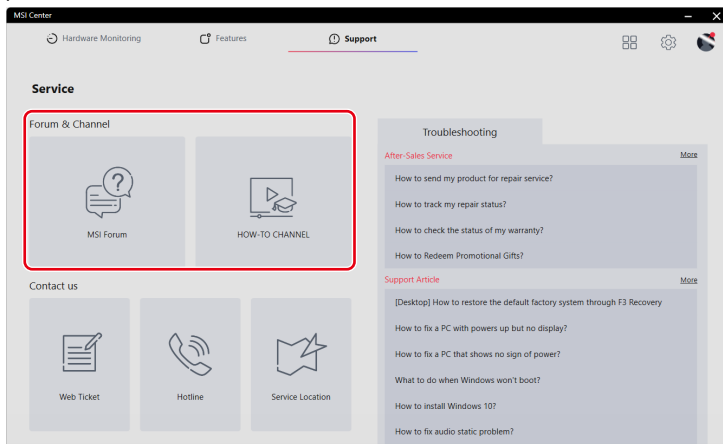 MSI Center
Hardware Monitoring
Features
Support
Service
Forum & Channel
MSI Forum
HOW-TO CHANNEL
Contact us
Web Ticket
Hotline
Service Location
Troubleshooting
After-Sales Service
More
How to send my product for repair service?
How to track my repair status?
How to check the status of my warranty?
How to Redeem Promotional Gifts?
Support Article
More
[Desktop] How to restore the default factory system through F3 Recovery
How to fix a PC with powers up but no display?
How to fix a PC that shows no sign of power?
What to do when Windows won't boot?
How to install Windows 10?
How to fix audio static problem?